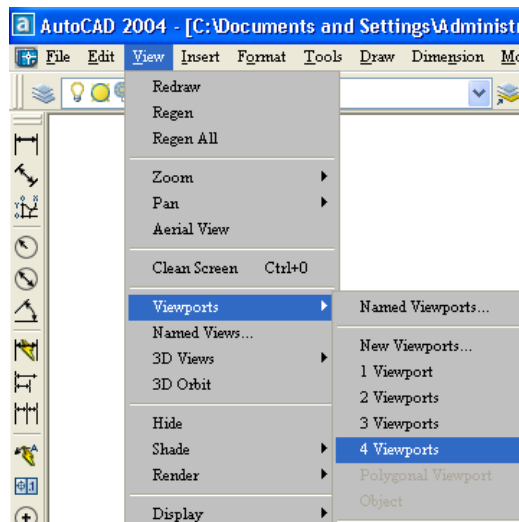 AutoCAD 2004 - [C:\Documents and Settings\Administr
File Edit View Insert Format Tools Draw Dimension Mo
Redraw
Regen
Regen All
Zoom
Pan
Aerial View
Clean Screen Ctrl+0
Viewports
Named Views...
3D Views
3D Orbit
Hide
Shade
Render
Display
Named Viewports...
New Viewports...
1 Viewport
2 Viewports
3 Viewports
4 Viewports
Polygonal Viewport
Object